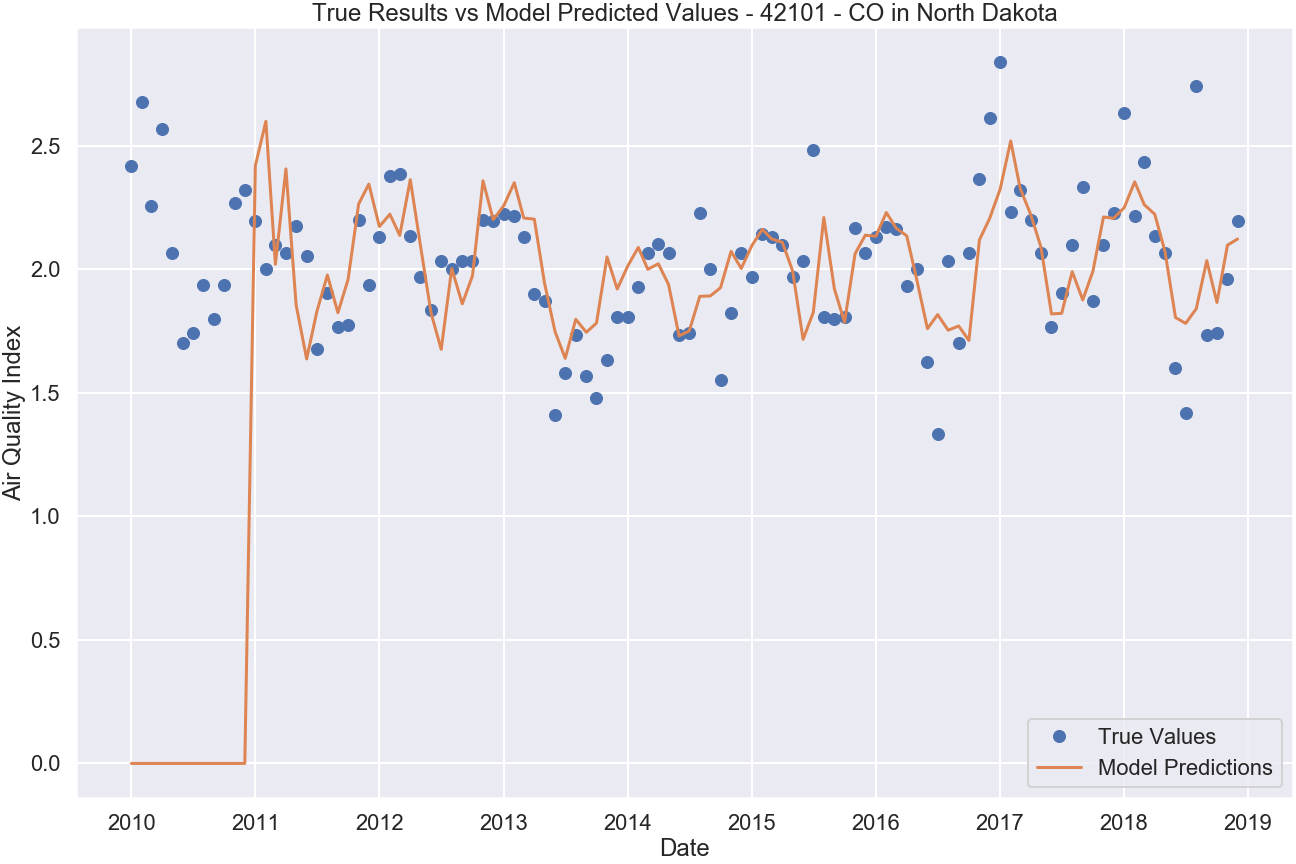 True Results vs Model Predicted Values - 42101 - CO in North Dakota
Air Quality Index
2.5
2.0
1.5
1.0
0.5
0.0
True Values
Model Predictions
2010 2011 2012 2013 2014 2015 2016 2017 2018 2019
Date